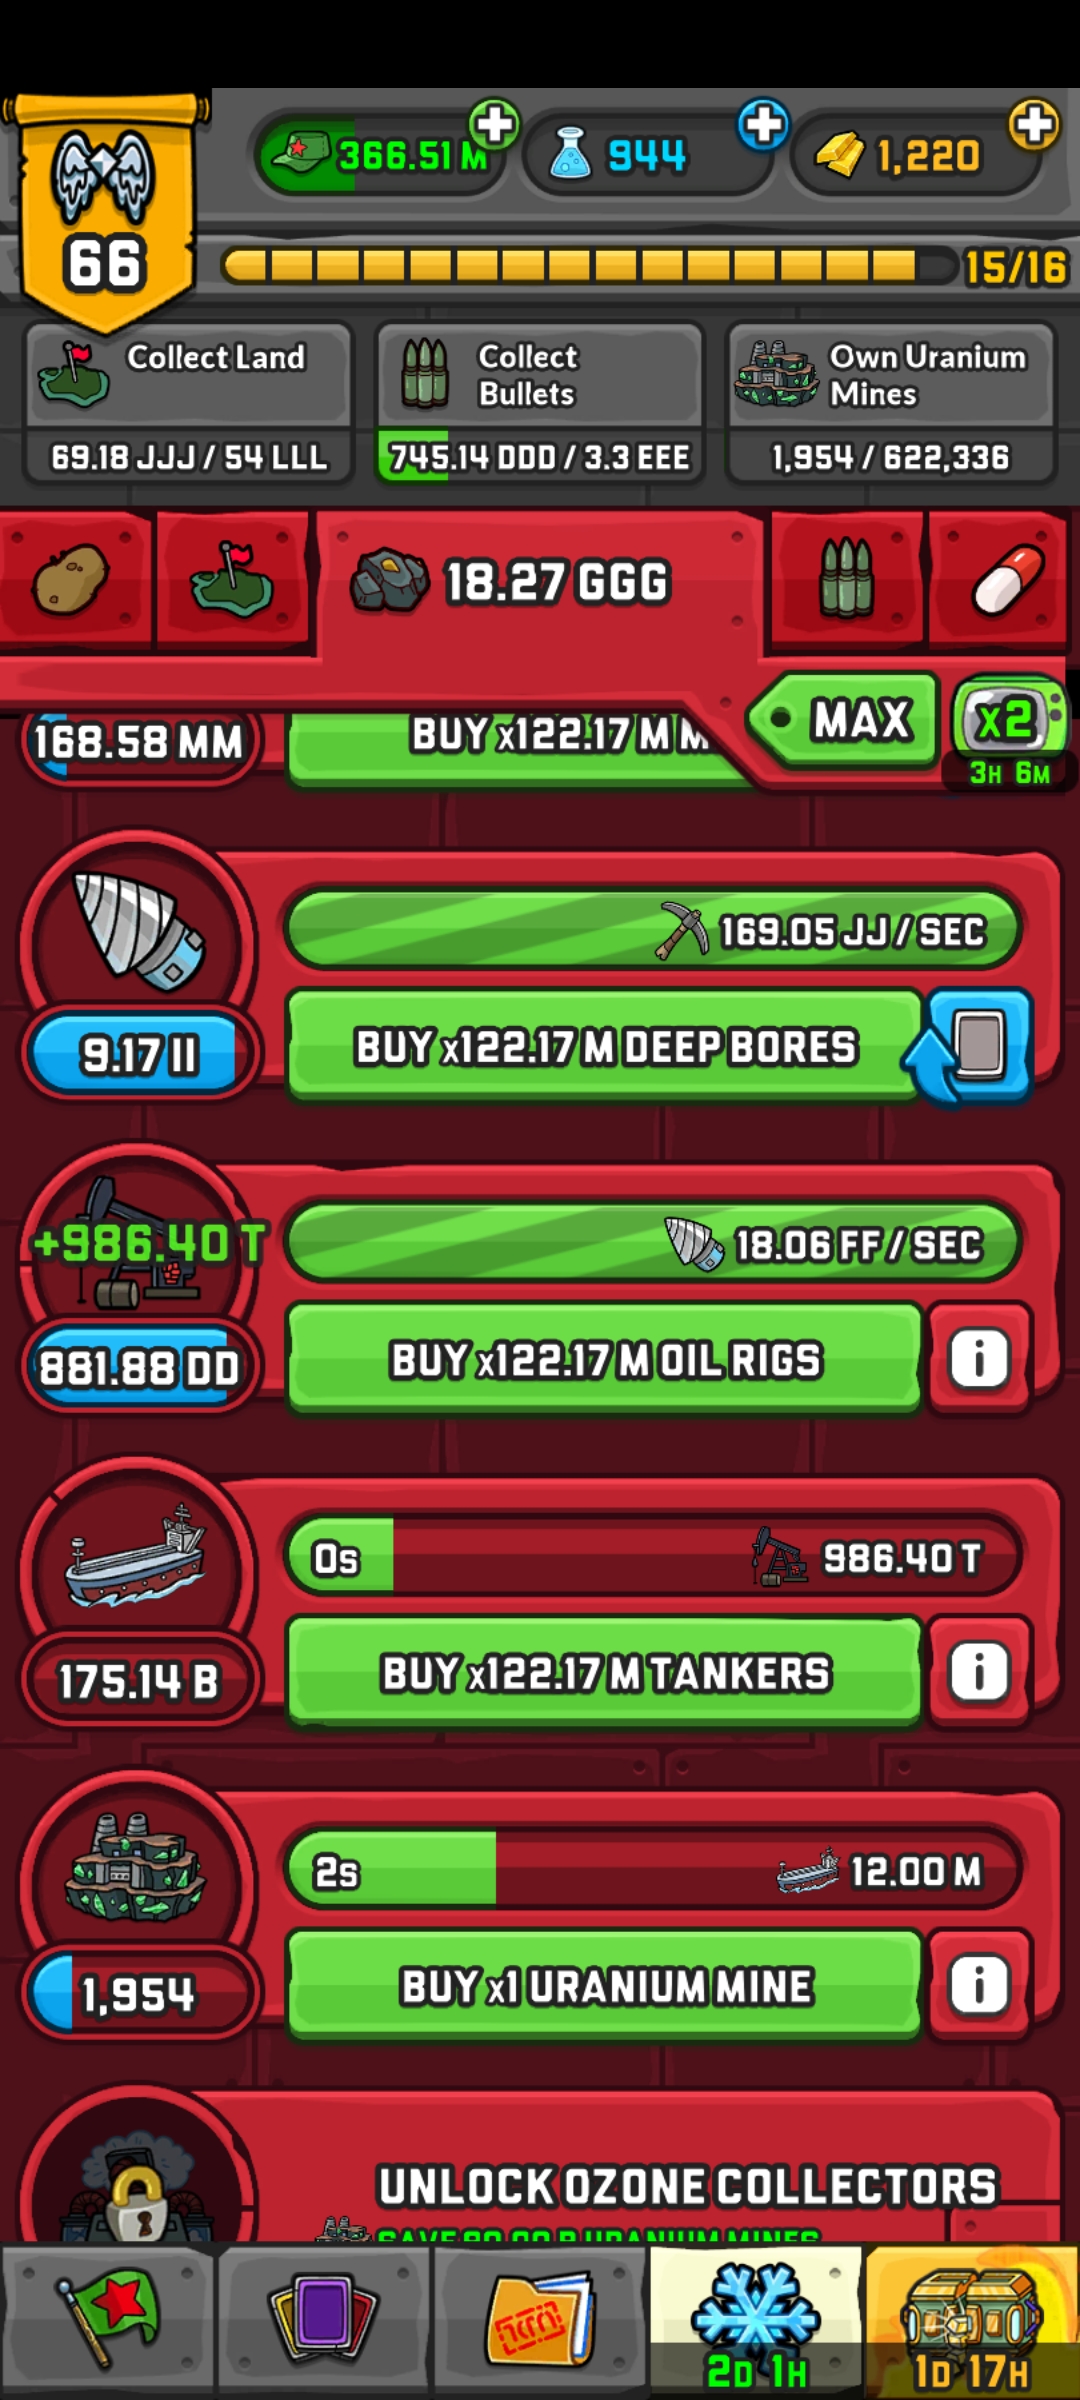 366.51 M
944
1,220
66
15/16
Collect Land
69.18 JJJ / 54 LLL
Collect
Bullets
745.14 DDD / 3.3 EEE
Own Uranium
Mines
1,954 / 622,336
18.27 GGG
MAX
x2
3H 6M
168.58 MM
BUY x122.17 M M
169.05 JJ / SEC
9.17 II
BUY x122.17 M DEEP BORES
+986.40 T
18.06 FF / SEC
881.88 DD
BUY x122.17 M OIL RIGS
i
0s
986.40 T
175.14 B
BUY x122.17 M TANKERS
i
2s
12.00 M
1,954
BUY x1 URANIUM MINE
i
UNLOCK OZONE COLLECTORS
URANIUM MINES
2D 1H
1D 17H